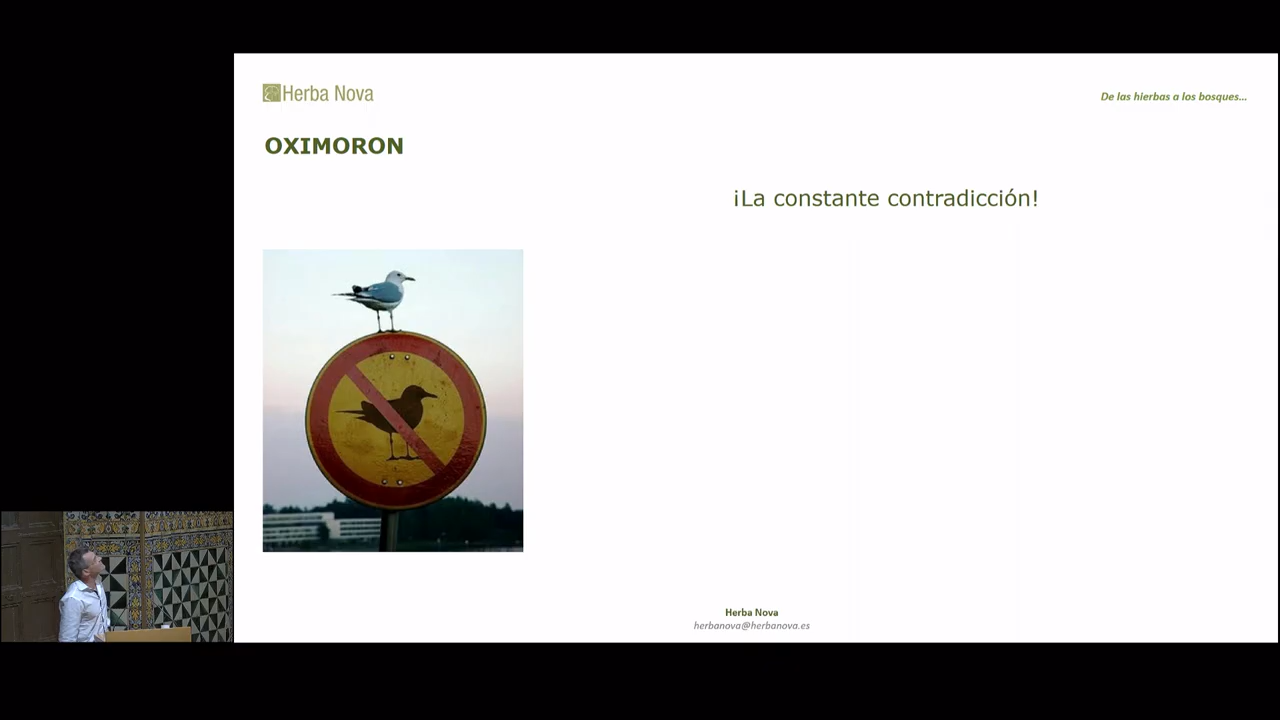 Herba Nova
De las hierbas a los bosques...
OXIMORON
¡La constante contradicción!
Herba Nova
herbanova@herbanova.es